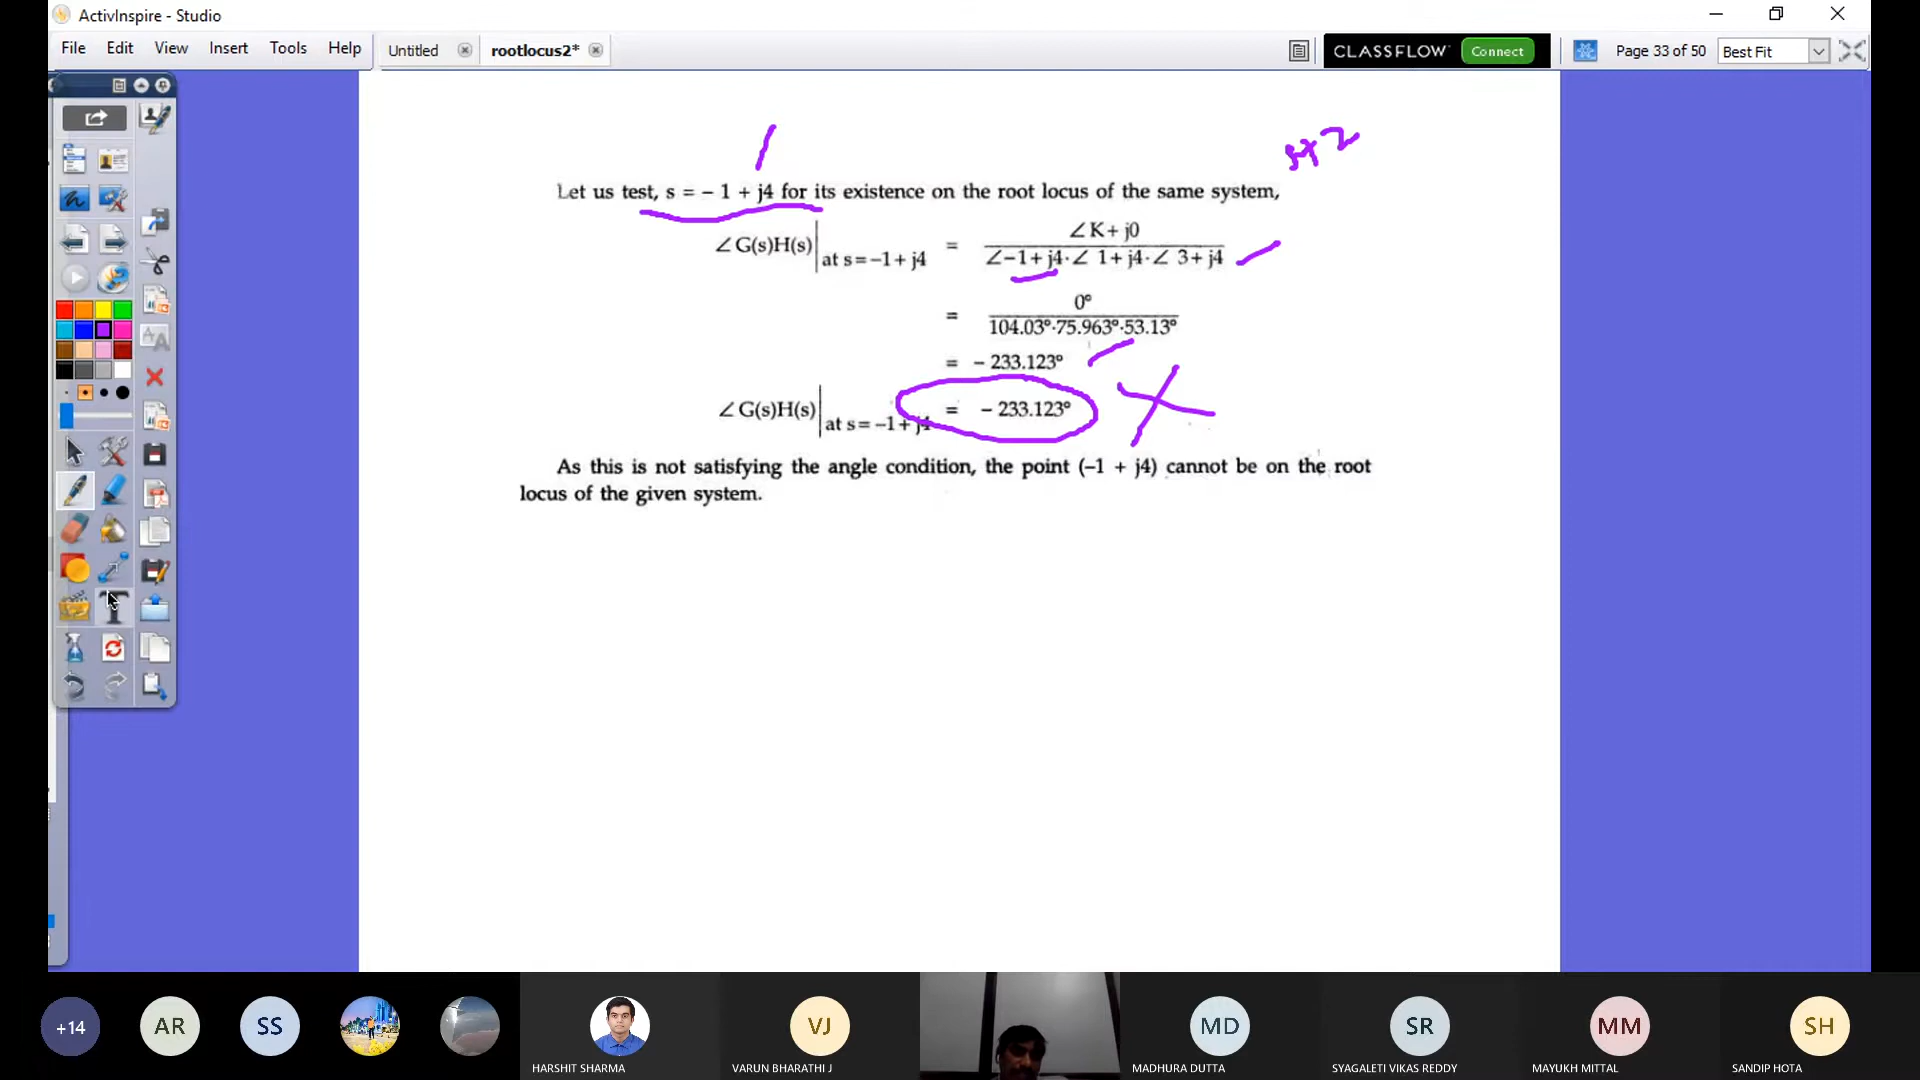 ActivInspire - Studio
File Edit View Insert Tools Help
Untitled rootlocus2*
CLASSFLOW Connect Page 33 of 50 Best Fit
s+2
Let us test, s = – 1 + j4 for its existence on the root locus of the same system,
∠G(s)H(s)| at s=–1+ j4 = ∠K+ j0 / ∠–1+ j4·∠ 1+ j4·∠ 3+ j4
= 0° / 104.03°·75.963°·53.13°
= – 233.123°
∠G(s)H(s)| at s= –1+ j4 = – 233.123°
As this is not satisfying the angle condition, the point (–1 + j4) cannot be on the root
locus of the given system.
+14 AR SS VJ MD SR MM SH
HARSHIT SHARMA VARUN BHARATHI J MADHURA DUTTA SYAGALETI VIKAS REDDY MAYUKH MITTAL SANDIP HOTA